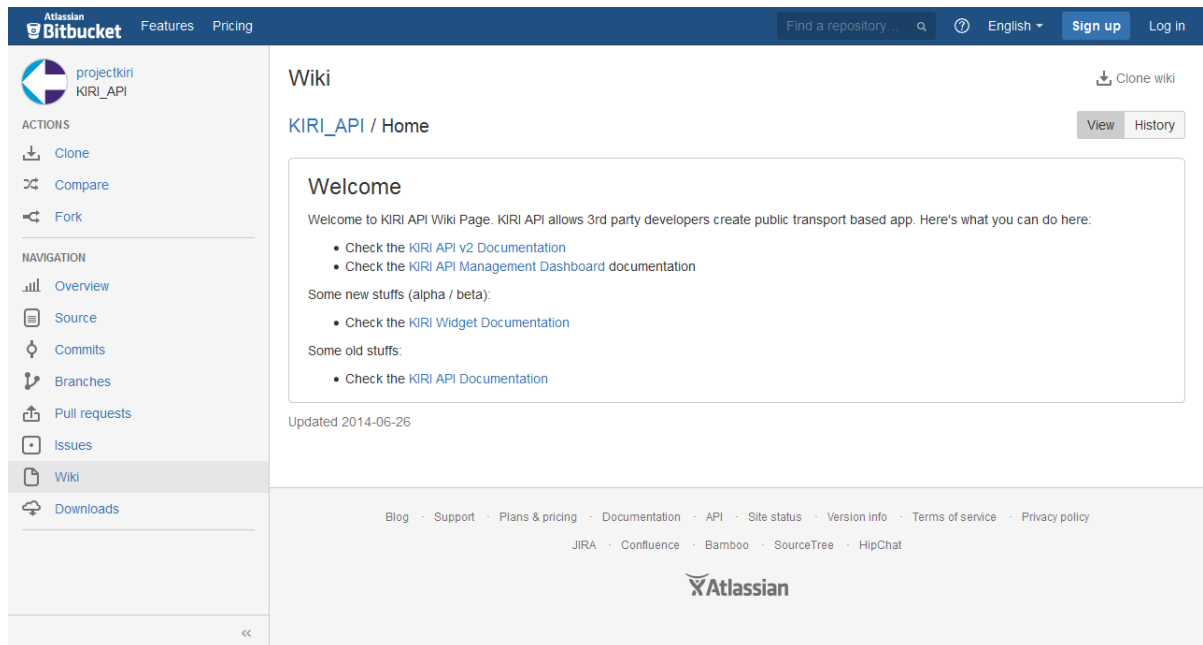 Atlassian
Bitbucket Features Pricing Find a repository... English Sign up Log in
projectkiri
KIRI_API
ACTIONS
Clone
Compare
Fork
NAVIGATION
Overview
Source
Commits
Branches
Pull requests
Issues
Wiki
Downloads
«
Wiki
Clone wiki
KIRI_API / Home
View History
Welcome
Welcome to KIRI API Wiki Page. KIRI API allows 3rd party developers create public transport based app. Here's what you can do here:
• Check the KIRI API v2 Documentation
• Check the KIRI API Management Dashboard documentation
Some new stuffs (alpha / beta):
• Check the KIRI Widget Documentation
Some old stuffs:
• Check the KIRI API Documentation
Updated 2014-06-26
Blog · Support · Plans & pricing · Documentation · API · Site status · Version info · Terms of service · Privacy policy
JIRA · Confluence · Bamboo · SourceTree · HipChat
Atlassian